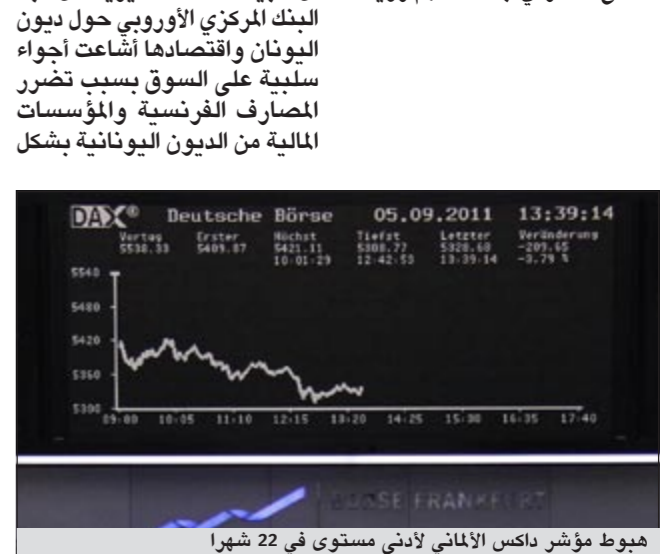 البنك المركزي الأوروبي حول ديون
اليونان واقتصادها أشاعت أجواء
سلبية على السوق بسبب تضرر
المصارف الفرنسية والمؤسسات
المالية من الديون اليونانية بشكل
DAX® Deutsche Börse 05.09.2011 13:39:14
Vortag Erster Höchst Tiefst Letzter Veränderung
5538.33 5409.87 5421.11 5308.77 5328.68 -209.65
10:01:29 12:42:53 13:39:14 -3.79 %
5540
5480
5420
5360
5300
09:00 10:05 11:10 12:15 13:20 14:25 15:30 16:35 17:40
BÖRSE FRANKFURT
هبوط مؤشر داكس الألماني لأدنى مستوى في 22 شهرا